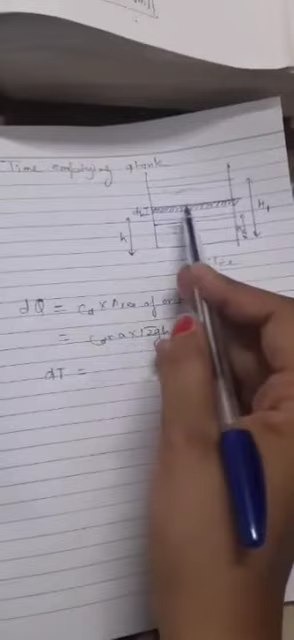 Time emptying a tank
dh
H₁
h
dQ = Cd × Area of
= Cd × a × √2gh
dT =